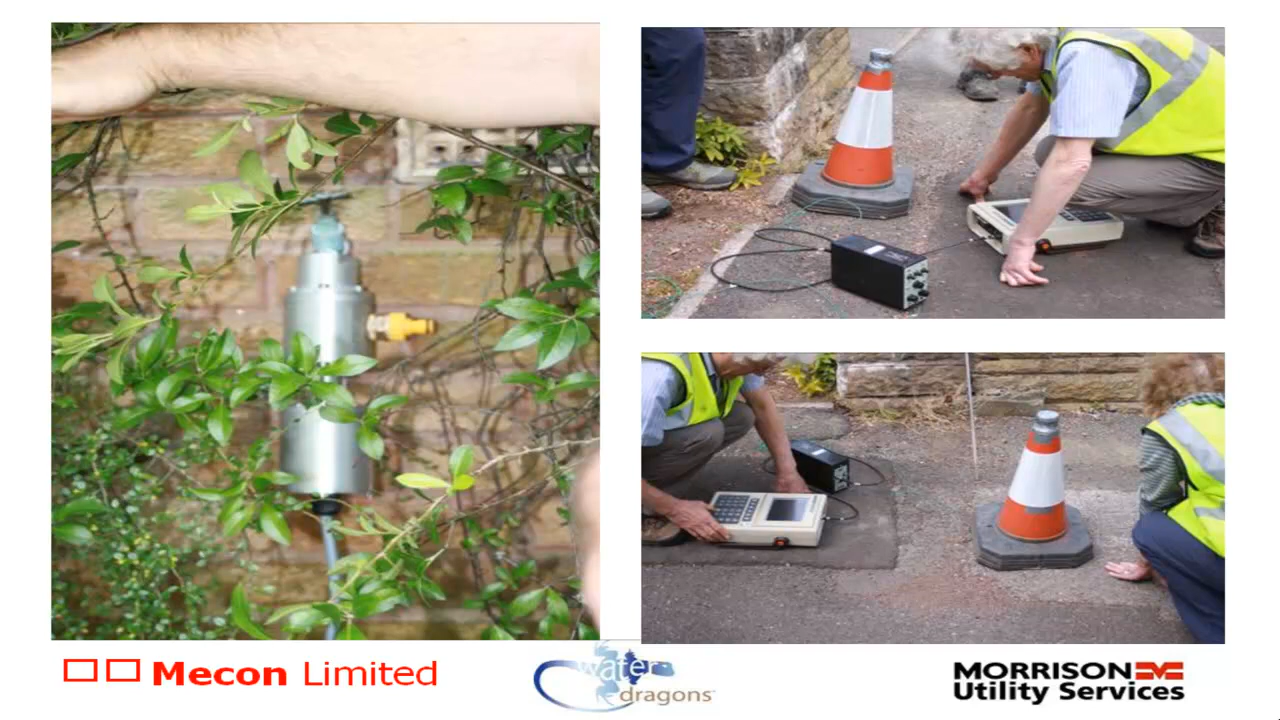 Mecon Limited
water
dragons
MORRISON
Utility Services